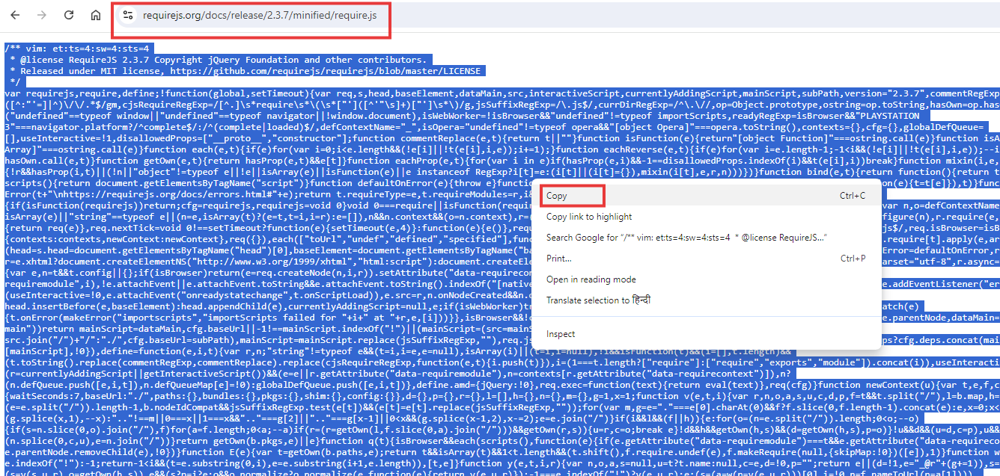 requirejs.org/docs/release/2.3.7/minified/require.js
/** vim: et:ts=4:sw=4:sts=4
 * @license RequireJS 2.3.7 Copyright jQuery Foundation and other contributors.
 * Released under MIT license, https://github.com/requirejs/requirejs/blob/master/LICENSE
 */
var requirejs,require,define;!function(global,setTimeout){var req,s,head,baseElement,dataMain,src,interactiveScript,currentlyAddingScript,mainScript,subPath,version="2.3.7",commentRegExp
([^:"'=]|^)\/\/.*$/gm,cjsRequireRegExp=/[^.]\s*require\s*\(\s*["']([^'"\s]+)["']\s*\)/g,jsSuffixRegExp=/\.js$/,currDirRegExp=/^\.\//,op=Object.prototype,ostring=op.toString,hasOwn=op.has
("undefined"==typeof window||"undefined"==typeof navigator||!window.document),isWebWorker=!isBrowser&&"undefined"!=typeof importScripts,readyRegExp=isBrowser&&"PLAYSTATION
3"===navigator.platform?/^complete$/:/^(complete|loaded)$/,defContextName="_",isOpera="undefined"!=typeof opera&&"[object Opera]"===opera.toString(),contexts={},cfg={},globalDefQueue=
[],useInteractive=!1,disallowedProps=["__proto__","constructor"];function commentReplace(e,t){return t||""}function isFunction(e){return"[object Function]"===ostring.call(e)}function isA
Array]"===ostring.call(e)}function each(e,t){if(e)for(var i=0;i<e.length&&(!e[i]||!t(e[i],i,e));i+=1);}function eachReverse(e,t){if(e)for(var i=e.length-1;-1<i&&(!e[i]||!t(e[i],i,e));--i
hasOwn.call(e,t)}function getOwn(e,t){return hasProp(e,t)&&e[t]}function eachProp(e,t){for(var i in e)if(hasProp(e,i)&&-1==disallowedProps.indexOf(i)&&t(e[i],i))break}function mixin(i,e,
{!r&&hasProp(i,t)||(!n||"object"!=typeof e||!e||isArray(e)||isFunction(e)||e instanceof RegExp?i[t]=e:(i[t]||(i[t]={}),mixin(i[t],e,r,n)))})}function bind(e,t){return function(){return t
scripts(){return document.getElementsByTagName("script")}function defaultOnError(e){throw e}function
(e){t=t[e]}),t}funct
Error(t+"\nhttps://requirejs.org/docs/errors.html#"+e);return t.requireType=e,t.requireModules=r,i&
Copy Ctrl+C
{if(isFunction(requirejs))return;cfg=requirejs,requirejs=void 0}void 0===require||isFunction(requi
var n,o=defContextName
isArray(e)||"string"==typeof e||(n=e,isArray(t)?(e=t,t=i,i=r):e=[]),n&&n.context&&(o=n.context),r=(
figure(n),r.require(e,
Copy link to highlight
{return req(e)},req.nextTick=void 0!==setTimeout?function(e){setTimeout(e,4)}:function(e){e()},requ
js$/,req.isBrowser=isB
{contexts:contexts,newContext:newContext},req({}),each(["toUrl","undef","defined","specified"],func
.require[t].apply(e,ar
Search Google for “/** vim: et:ts=4:sw=4:sts=4  * @license RequireJS...”
(head=s.head=document.getElementsByTagName("head")[0],baseElement=document.getElementsByTagName("ba
Error=defaultOnError,r
r=e.xhtml?document.createElementNS("http://www.w3.org/1999/xhtml","html:script"):document.createEle
arset="utf-8",r.async=
Print... Ctrl+P
{var e,n=t&&t.config||{};if(isBrowser)return(e=req.createNode(n,i,r)).setAttribute("data-requirecont
requiremodule",i),!e.attachEvent||e.attachEvent.toString&&e.attachEvent.toString().indexOf("[native
e.addEventListener("er
Open in reading mode
(useInteractive=!0,e.attachEvent("onreadystatechange",t.onScriptLoad)),e.src=r,n.onNodeCreated&&n.o
Translate selection to हिन्दी
head.insertBefore(e,baseElement):head.appendChild(e),currentlyAddingScript=null,e;if(isWebWorker)tr
atch(e)
{t.onError(makeError("importscripts","importScripts failed for "+i+" at "+r,e,[i]))}},isBrowser&&!c
e.parentNode,dataMain=
main"))return mainScript=dataMain,cfg.baseUrl||-1!==mainScript.indexOf("!")||(mainScript=(src=mainS
Inspect
src.join("/")+"/":"./",cfg.baseUrl=subPath),mainScript=mainScript.replace(jsSuffixRegExp,""),req.js
ps?cfg.deps.concat(mai
[mainScript],!0}),define=function(e,i,t){var r,n;"string"!=typeof e&&(t=i,i=e,e=null),isArray(i)||(t=i,i=null),!i&&isFunction(t)&&(i=[],t.length)&&
(t.toString().replace(commentRegExp,commentReplace).replace(cjsRequireRegExp,function(e,t){i.push(t)}),i=(1===t.length?["require"]:["require","exports","module"]).concat(i)),useInteracti
(r=currentlyAddingScript||getInteractiveScript())&&(e=e||r.getAttribute("data-requiremodule"),n=contexts[r.getAttribute("data-requirecontext")]),n?
(n.defQueue.push([e,i,t]),n.defQueueMap[e]=!0):globalDefQueue.push([e,i,t])},define.amd={jQuery:!0},req.exec=function(text){return eval(text)},req(cfg)}function newContext(u){var t,e,f,c
{waitSeconds:7,baseUrl:"./",paths:{},bundles:{},pkgs:{},shim:{},config:{}},d={},p={},r={},l=[],h={},n={},m={},g=1,x=1;function v(e,t,i){var r,n,o,a,s,u,c,d,p,f=t&&t.split("/"),l=b.map,h=
(e=e.split("/")).length-1,b.nodeIdCompat&&jsSuffixRegExp.test(e[t])&&(e[t]=e[t].replace(jsSuffixRegExp,""));for(var m,g=e="."===e[0].charAt(0)&&f?f.slice(0,f.length-1).concat(e):e,x=0;x<
(g.splice(x,1),--x):".."!==m||0===x||1===x&&".."===g[2]||".."===g[x-1]||0<x&&(g.splice(x-1,2),x-=2);e=e.join("/")}if(i&&l&&(f||h)){e:for(o=(n=e.split("/")).length;0<o;--o)
{if(s=n.slice(0,o).join("/"),f)for(a=f.length;0<a;--a)if(r=(r=getOwn(l,f.slice(0,a).join("/")))&&getOwn(r,s)){u=r,c=o;break e}!d&&h&&getOwn(h,s)&&(d=getOwn(h,s),p=o)}!u&&d&&(u=d,c=p),u&&
(n.splice(0,c,u),e=n.join("/"))}return getOwn(b.pkgs,e)||e}function q(t){isBrowser&&each(scripts(),function(e){if(e.getAttribute("data-requiremodule")===t&&e.getAttribute("data-requireco
e.parentNode.removeChild(e),!0})}function E(e){var t=getOwn(b.paths,e);return t&&isArray(t)&&1<t.length&&(t.shift(),f.require.undef(e),f.makeRequire(null,{skipMap:!0})([e]),1)}function w
e.indexOf("!"):-1;return-1<i&&(t=e.substring(0,i),e=e.substring(i+1,e.length)),[t,e]}function y(e,t,i,r){var n,o,a,s=null,u=t?t.name:null,c=e,d=!0,p="";return e||(d=!1,e="_@r"+(g+=1)),s=